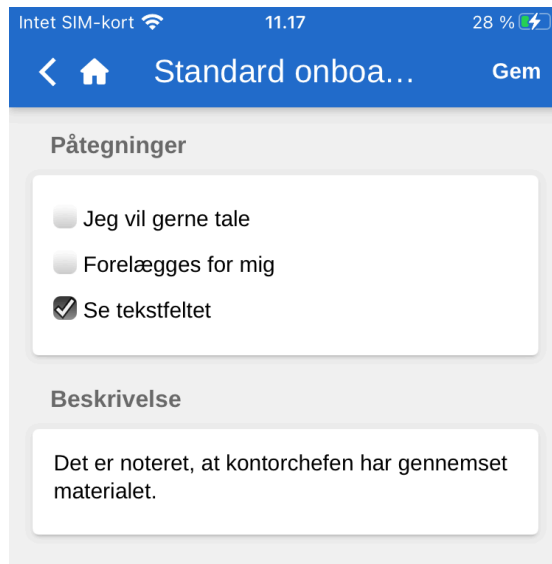 Intet SIM-kort 11.17 28 %
Standard onboa... Gem
Påtegninger
Jeg vil gerne tale
Forelægges for mig
Se tekstfeltet
Beskrivelse
Det er noteret, at kontorchefen har gennemset
materialet.